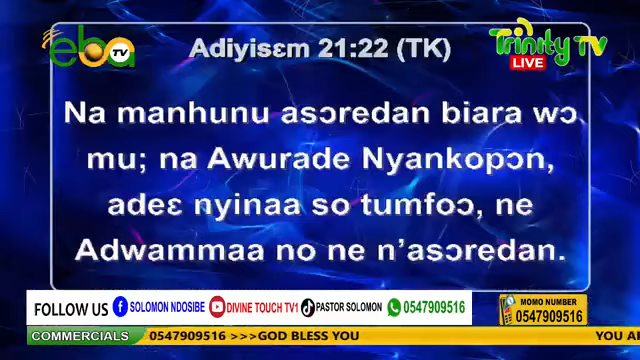 eba TV
Adiyisɛm 21:22 (TK)
Trinity TV
LIVE
Na manhunu asɔredan biara wɔ
mu; na Awurade Nyankopɔn,
adeɛ nyinaa so tumfoɔ, ne
Adwammaa no ne n'asɔredan.
FOLLOW US SOLOMON NDOSIBE DIVINE TOUCH TV1 PASTOR SOLOMON 0547909516
MOMO NUMBER
0547909516
COMMERCIALS 0547909516 >>>GOD BLESS YOU YOU A